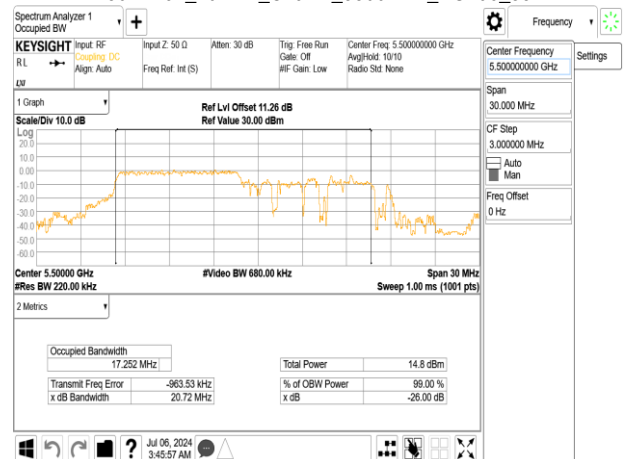 Spectrum Analyzer 1
Occupied BW
Frequency
KEYSIGHT
Input: RF
Coupling: DC
Align: Auto
Input Z: 50 Ω
Freq Ref: Int (S)
Atten: 30 dB
Trig: Free Run
Gate: Off
#IF Gain: Low
Center Freq: 5.500000000 GHz
Avg|Hold: 10/10
Radio Std: None
RL
LXI
Center Frequency
5.500000000 GHz
Settings
Span
30.000 MHz
CF Step
3.000000 MHz
Auto
Man
Freq Offset
0 Hz
1 Graph
Scale/Div 10.0 dB
Ref Lvl Offset 11.26 dB
Ref Value 30.00 dBm
Log
20.0
10.0
0.00
-10.0
-20.0
-30.0
-40.0
-50.0
-60.0
Center 5.50000 GHz
#Video BW 680.00 kHz
Span 30 MHz
#Res BW 220.00 kHz
Sweep 1.00 ms (1001 pts)
2 Metrics
Occupied Bandwidth
17.252 MHz
Total Power 14.8 dBm
Transmit Freq Error -963.53 kHz
% of OBW Power 99.00 %
x dB Bandwidth 20.72 MHz
x dB -26.00 dB
?
Jul 06, 2024
3:45:57 AM